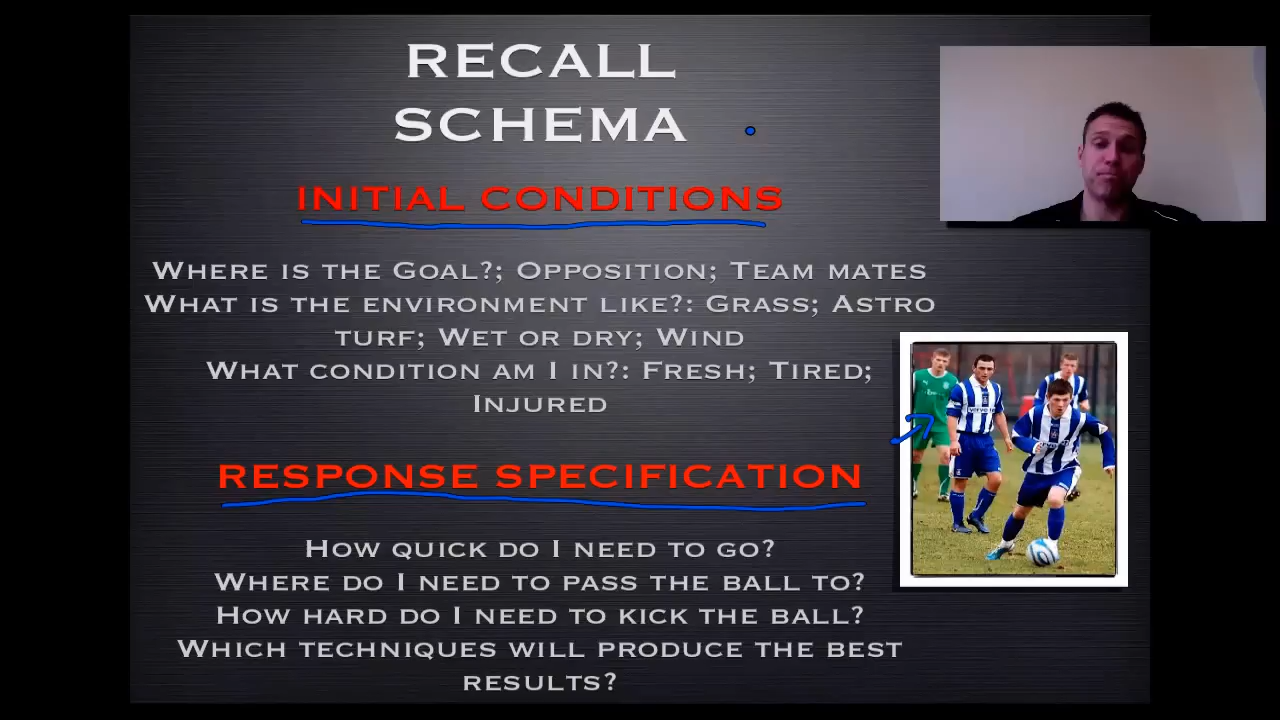 RECALL
SCHEMA
INITIAL CONDITIONS
WHERE IS THE GOAL?; OPPOSITION; TEAM MATES
WHAT IS THE ENVIRONMENT LIKE?: GRASS; ASTRO
TURF; WET OR DRY; WIND
WHAT CONDITION AM I IN?: FRESH; TIRED;
INJURED
RESPONSE SPECIFICATION
HOW QUICK DO I NEED TO GO?
WHERE DO I NEED TO PASS THE BALL TO?
HOW HARD DO I NEED TO KICK THE BALL?
WHICH TECHNIQUES WILL PRODUCE THE BEST
RESULTS?